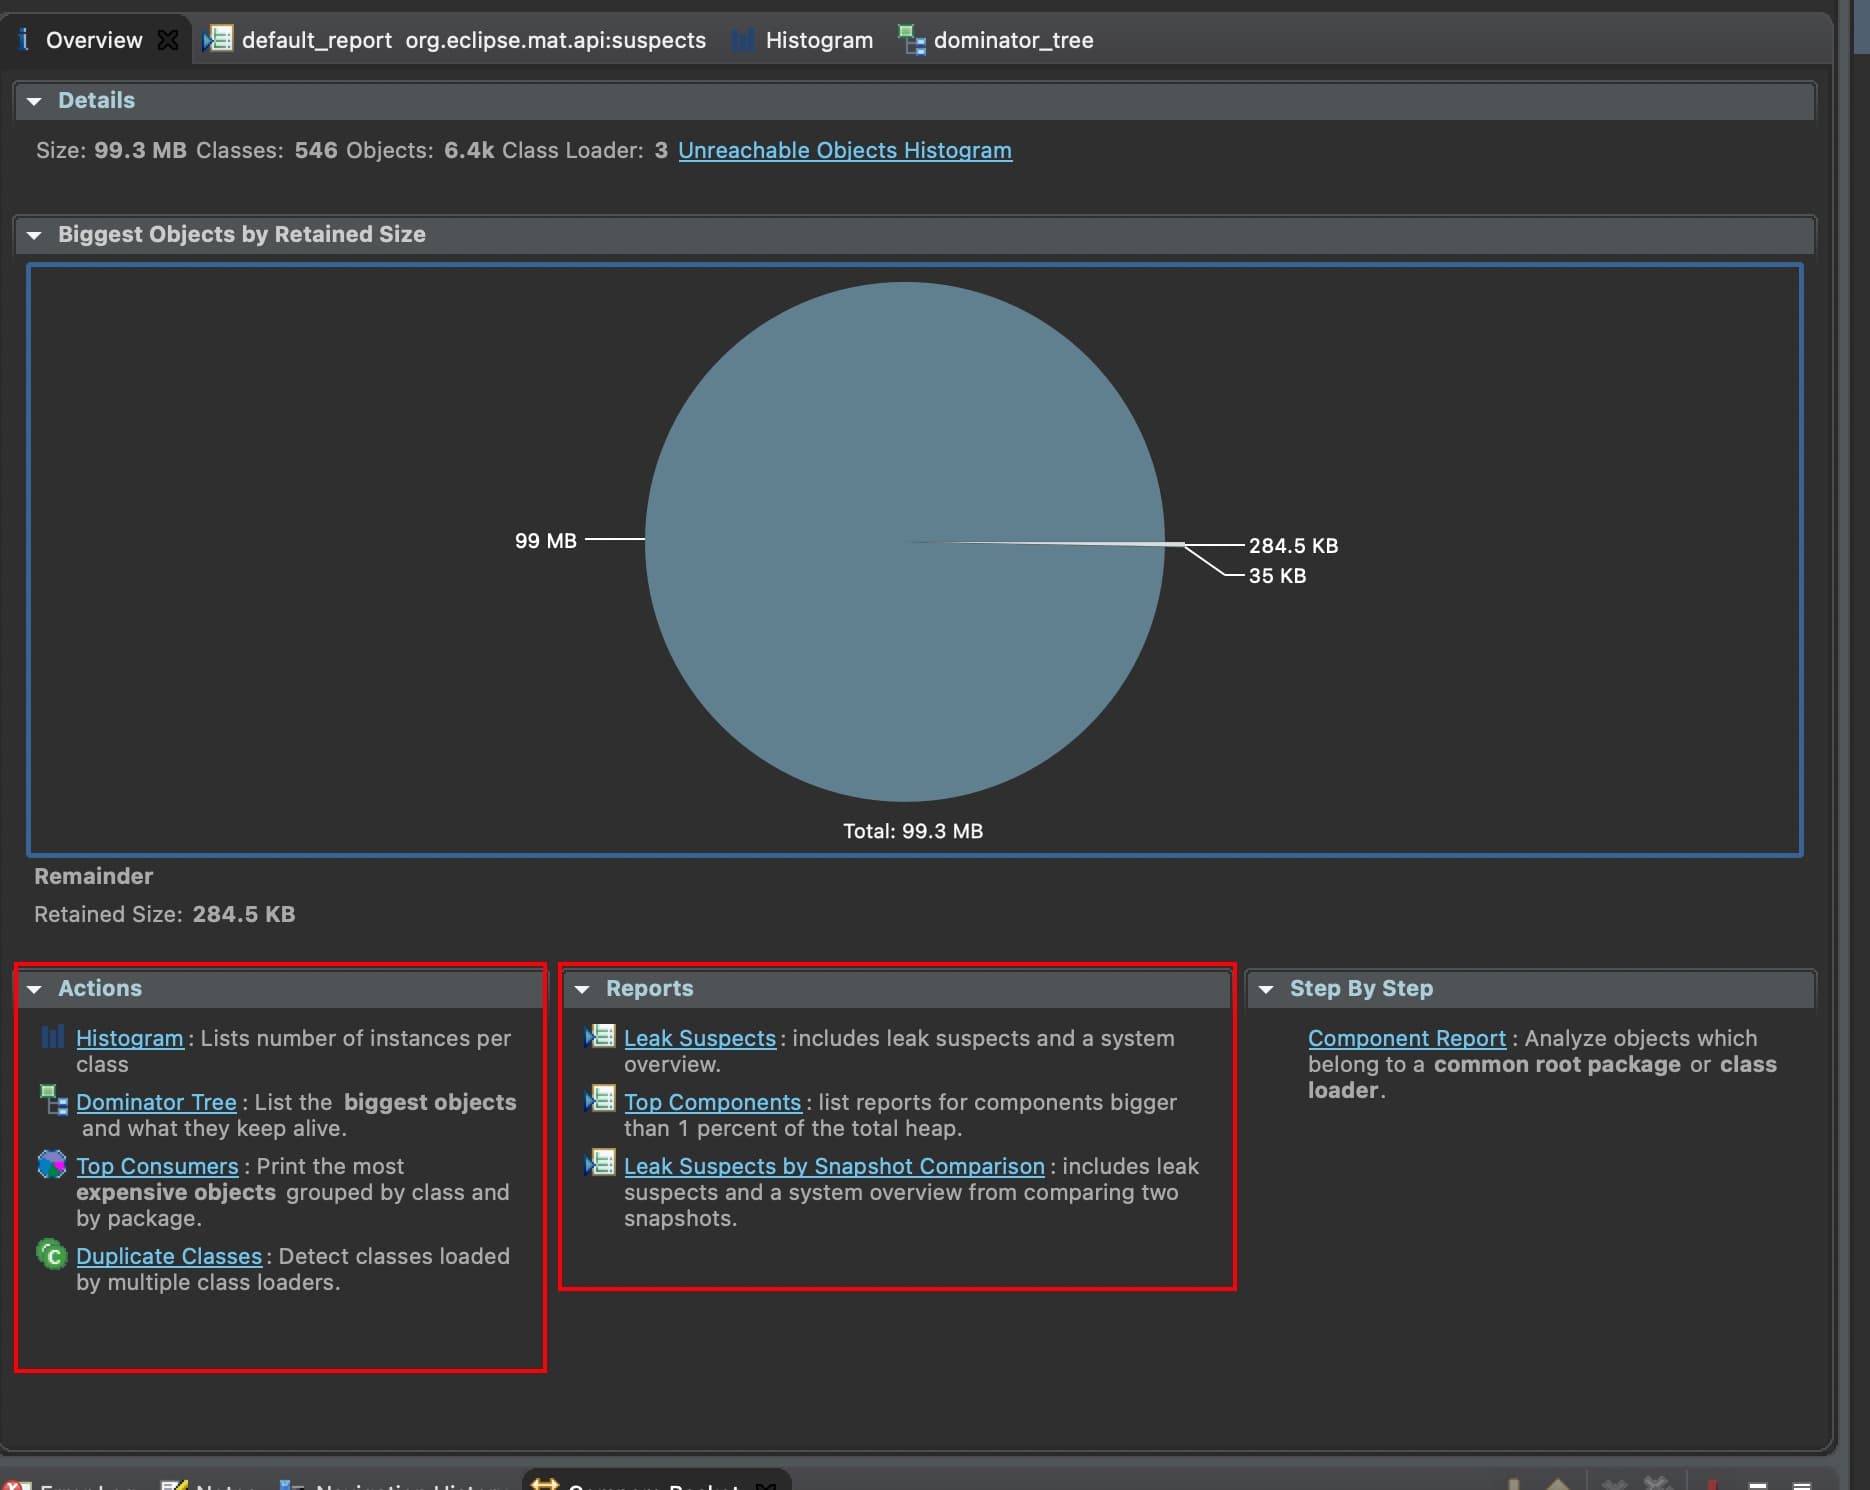 Overview
default_report org.eclipse.mat.api:suspects
Histogram
dominator_tree
Details
Size: 99.3 MB Classes: 546 Objects: 6.4k Class Loader: 3 Unreachable Objects Histogram
Biggest Objects by Retained Size
99 MB
284.5 KB
35 KB
Total: 99.3 MB
Remainder
Retained Size: 284.5 KB
Actions
Histogram: Lists number of instances per
class
Dominator Tree: List the biggest objects
and what they keep alive.
Top Consumers: Print the most
expensive objects grouped by class and
by package.
Duplicate Classes: Detect classes loaded
by multiple class loaders.
Reports
Leak Suspects: includes leak suspects and a system
overview.
Top Components: list reports for components bigger
than 1 percent of the total heap.
Leak Suspects by Snapshot Comparison: includes leak
suspects and a system overview from comparing two
snapshots.
Step By Step
Component Report: Analyze objects which
belong to a common root package or class
loader.